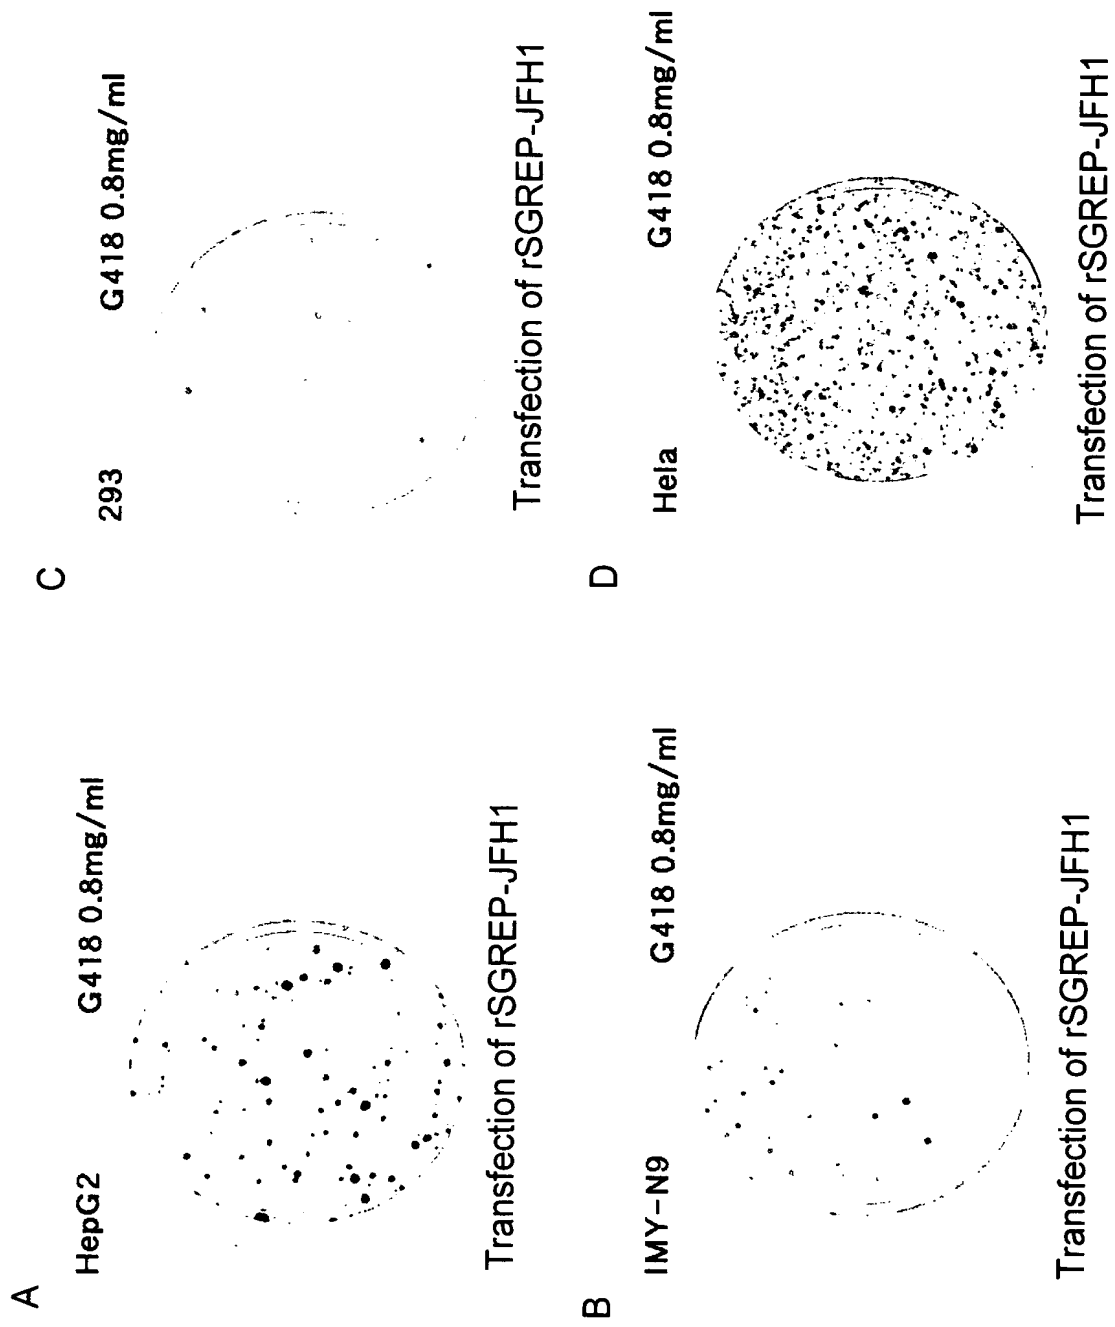 A
HepG2
G418 0.8mg/ml
Transfection of rSGREP-JFH1
B
IMY-N9
G418 0.8mg/ml
Transfection of rSGREP-JFH1
C
293
G418 0.8mg/ml
Transfection of rSGREP-JFH1
D
Hela
G418 0.8mg/ml
Transfection of rSGREP-JFH1